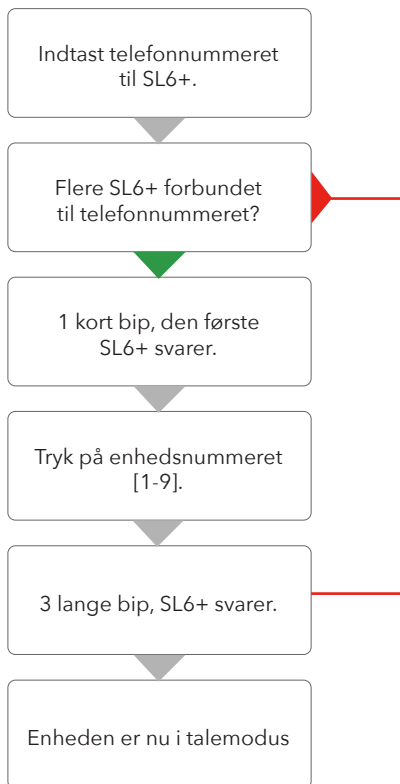 Indtast telefonnummeret
til SL6+.
Flere SL6+ forbundet
til telefonnummeret?
1 kort bip, den første
SL6+ svarer.
Tryk på enhedsnummeret
[1-9].
3 lange bip, SL6+ svarer.
Enheden er nu i talemodus